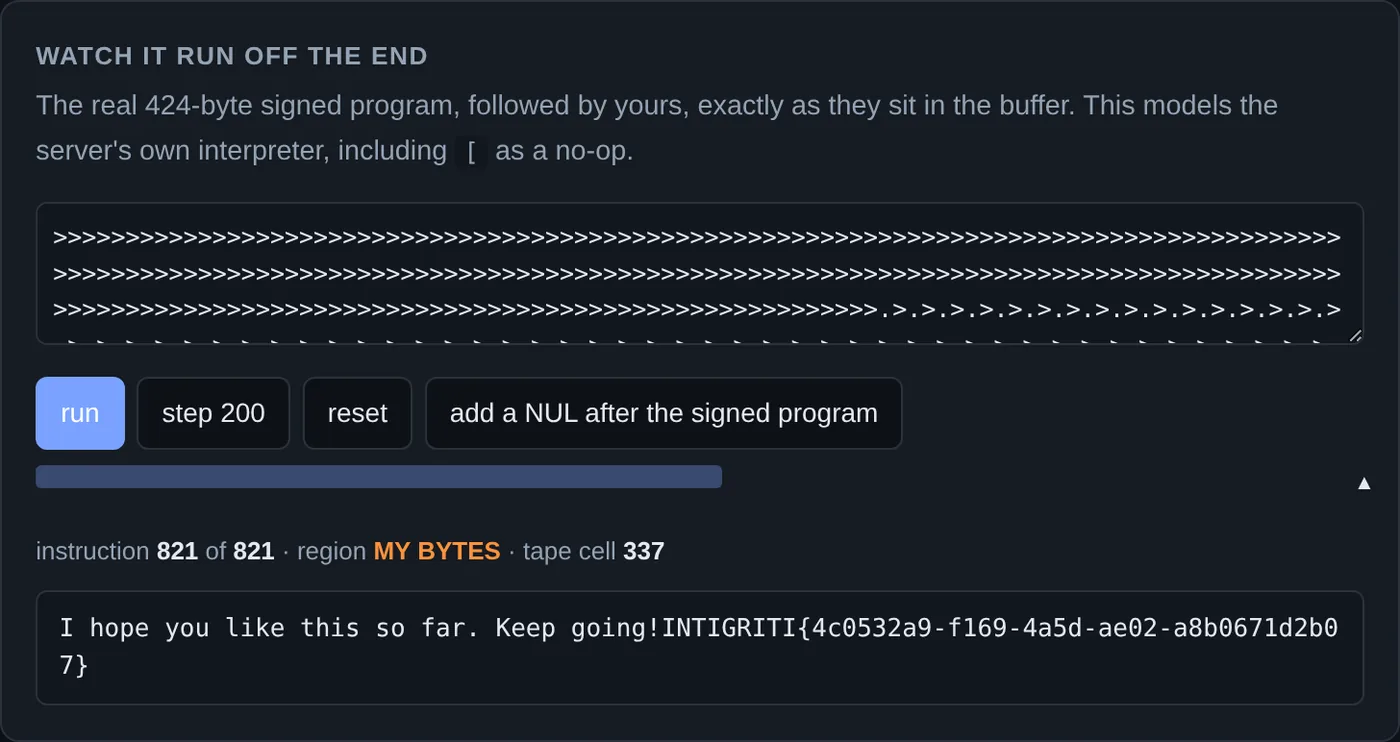 WATCH IT RUN OFF THE END
The real 424-byte signed program, followed by yours, exactly as they sit in the buffer. This models the
server's own interpreter, including [ as a no-op.
>>>>>>>>>>>>>>>>>>>>>>>>>>>>>>>>>>>>>>>>>>>>>>>>>>>>>>>>>>>>>>>>>>>>>>>>>>>>>>>>>>>>>>>>>
>>>>>>>>>>>>>>>>>>>>>>>>>>>>>>>>>>>>>>>>>>>>>>>>>>>>>>>>>>>>>>>>>>>>>>>>>>>>>>>>>>>>>>>>>
>>>>>>>>>>>>>>>>>>>>>>>>>>>>>>>>>>>>>>>>>>>>>>>>>>>>>>>>>.>.>.>.>.>.>.>.>.>.>.>.>.>.>.>.>
run
step 200
reset
add a NUL after the signed program
▲
instruction 821 of 821 · region MY BYTES · tape cell 337
I hope you like this so far. Keep going!INTIGRITI{4c0532a9-f169-4a5d-ae02-a8b0671d2b0
7}